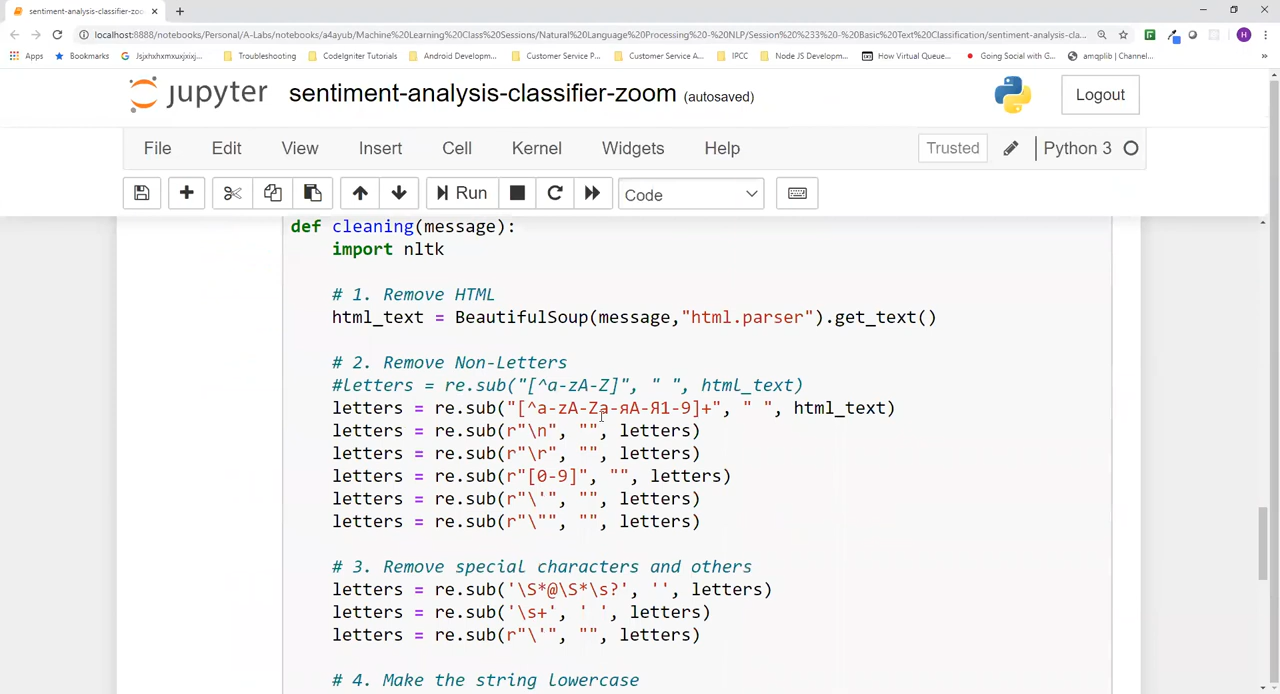 sentiment-analysis-classifier-zoo
localhost:8888/notebooks/Personal/A-Labs/notebooks/a4ayub/Machine%20Learning%20Class%20Sessions/Natural%20Language%20Processing%20-%20NLP/Session%20%233%20-%20Basic%20Text%20Classification/sentiment-analysis-cl...
H
Apps
Bookmarks
Jsjxhxmzuxjxixj...
Troubleshooting
CodeIgniter Tutorials
Android Developm...
Customer Service P...
Customer Service A...
IPCC
Node JS Developm...
How Virtual Queue...
Going Social with G...
amqplib | Channel...
»
jupyter sentiment-analysis-classifier-zoom (autosaved)
Logout
File Edit View Insert Cell Kernel Widgets Help
Trusted
Python 3
Run
Code
def cleaning(message):
import nltk
# 1. Remove HTML
html_text = BeautifulSoup(message,"html.parser").get_text()
# 2. Remove Non-Letters
#letters = re.sub("[^a-zA-Z]", " ", html_text)
letters = re.sub("[^a-zA-Zа-яА-Я1-9]+", " ", html_text)
letters = re.sub(r"\n", "", letters)
letters = re.sub(r"\r", "", letters)
letters = re.sub(r"[0-9]", "", letters)
letters = re.sub(r"\'", "", letters)
letters = re.sub(r"\"", "", letters)
# 3. Remove special characters and others
letters = re.sub('\S*@\S*\s?', '', letters)
letters = re.sub('\s+', ' ', letters)
letters = re.sub(r"\'", "", letters)
# 4. Make the string lowercase